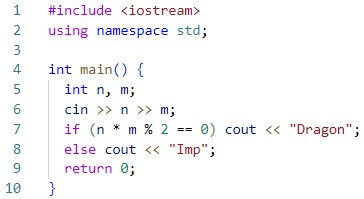 1 #include <iostream>
2 using namespace std;
3
4 int main() {
5   int n, m;
6   cin >> n >> m;
7   if (n * m % 2 == 0) cout << "Dragon";
8   else cout << "Imp";
9   return 0;
10 }